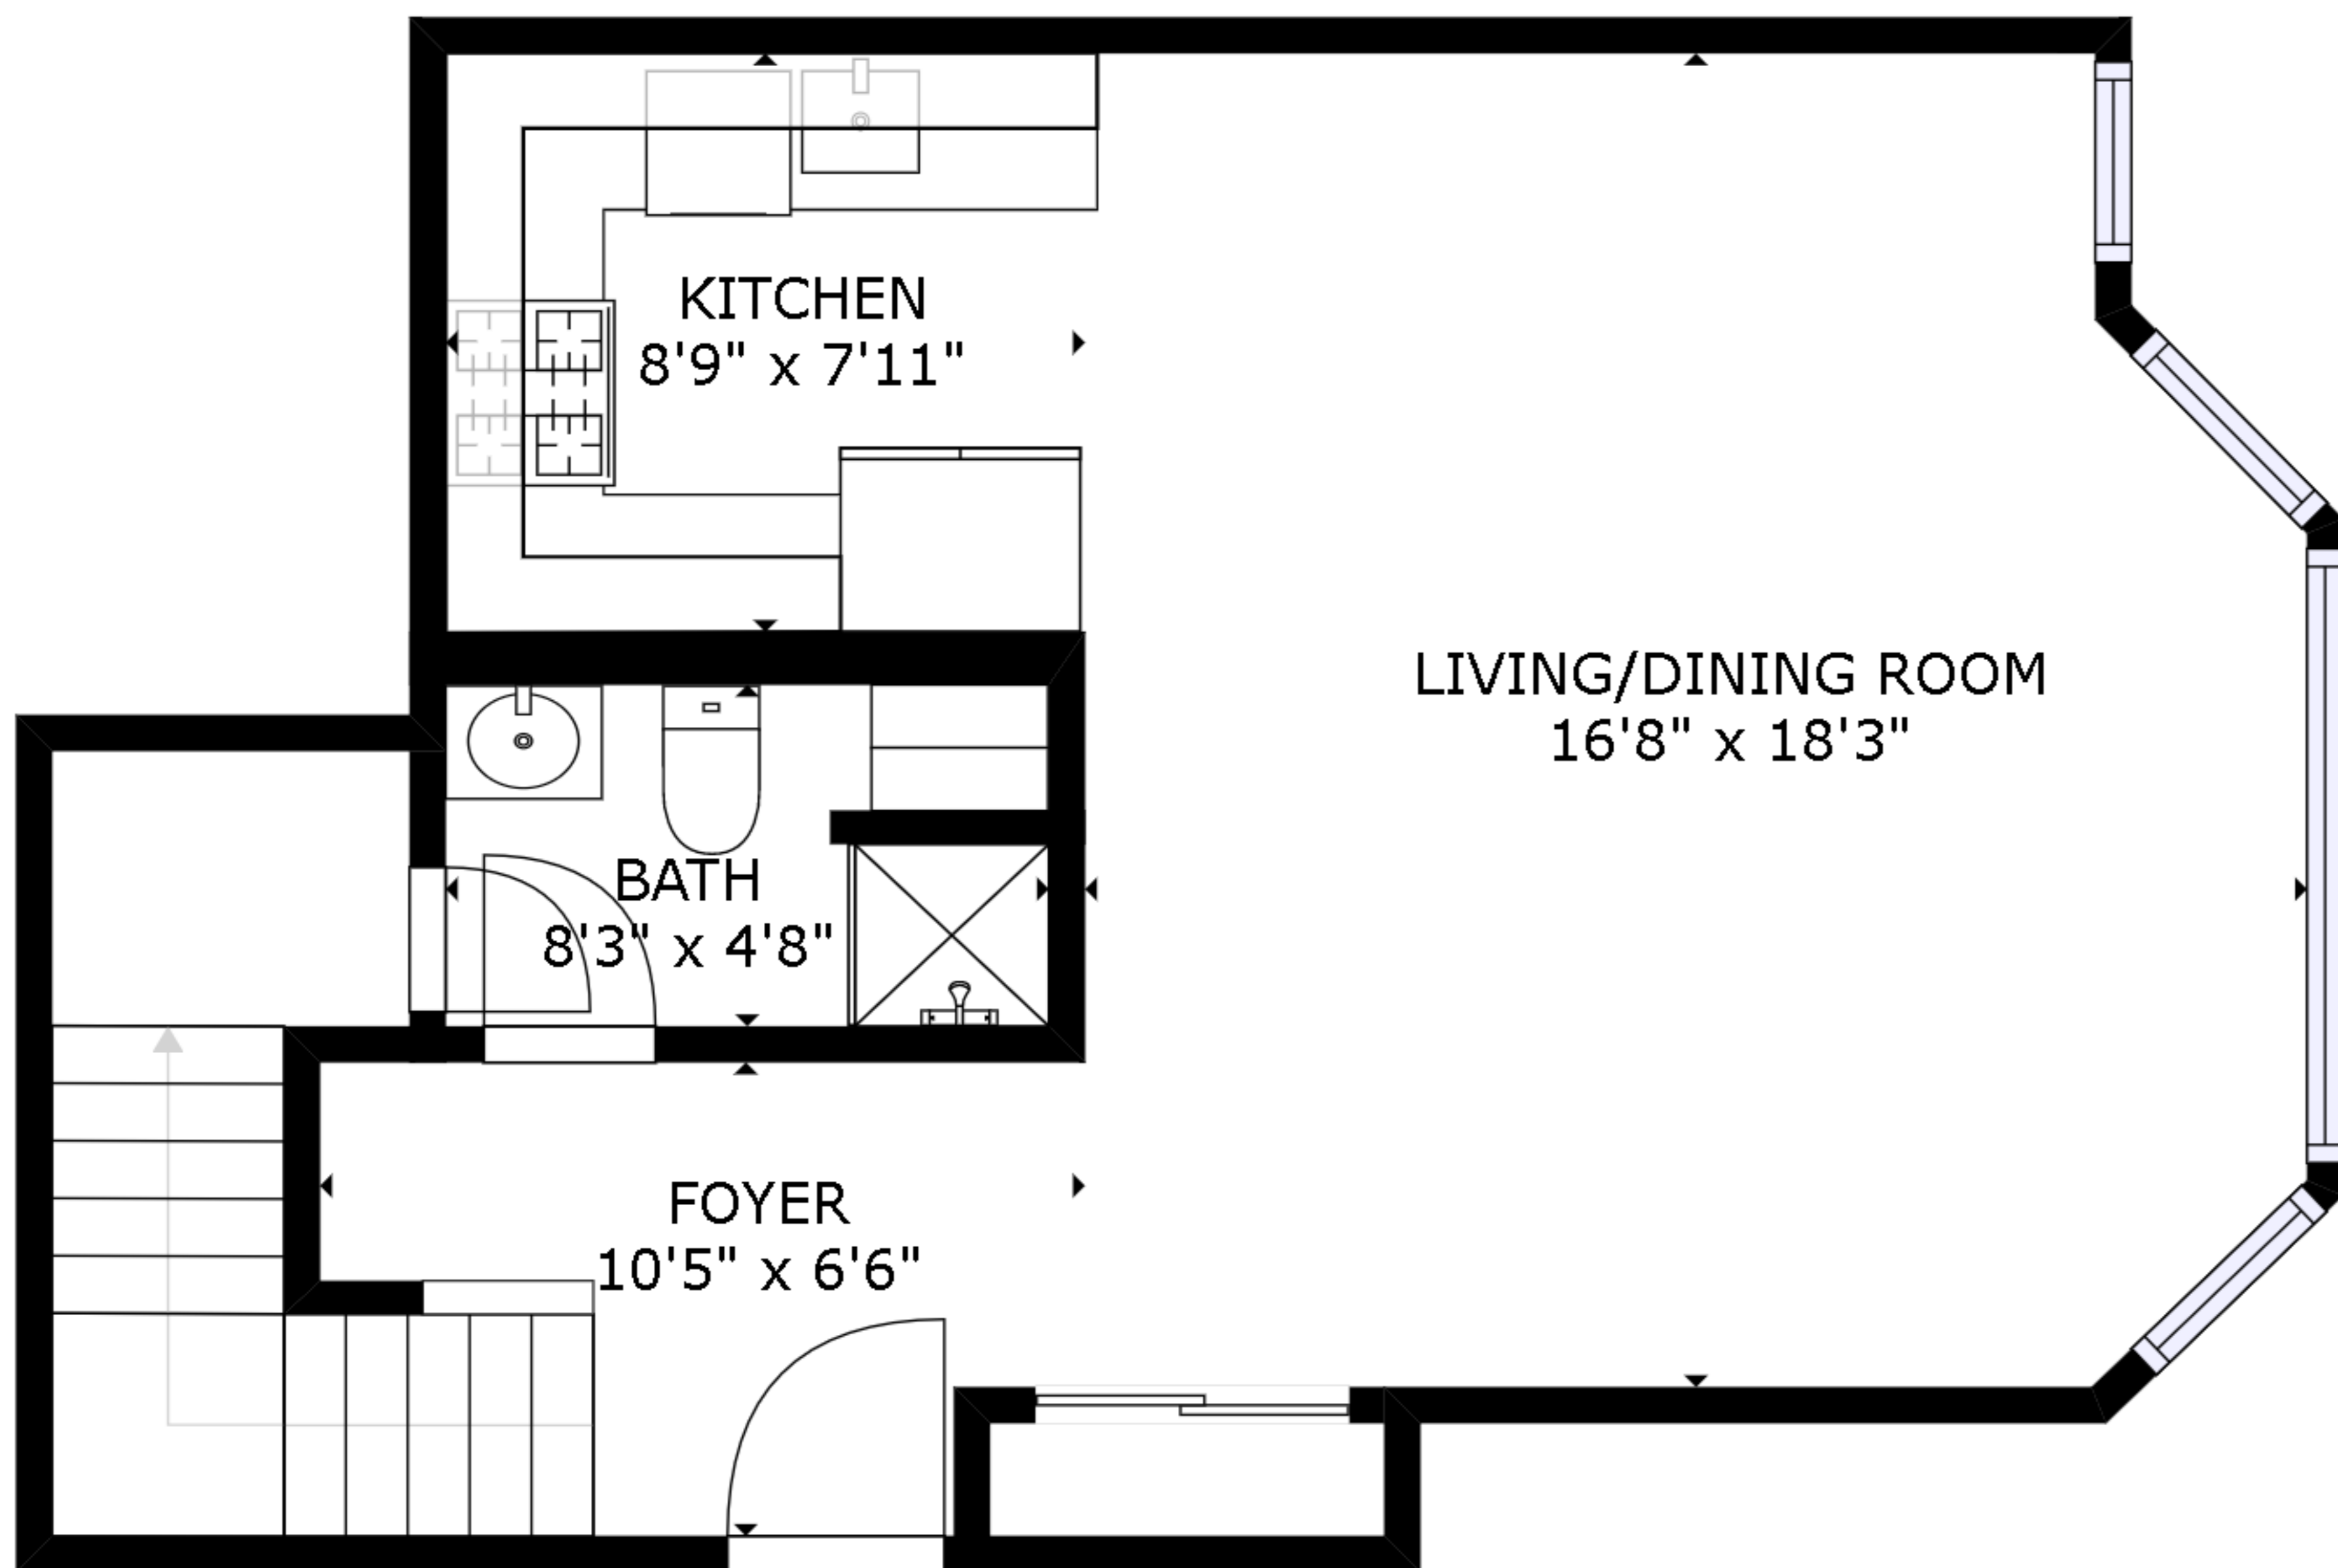 KITCHEN
8'9" x 7'11"
LIVING/DINING ROOM
16'8" x 18'3"
BATH
8'3" x 4'8"
FOYER
10'5" x 6'6"